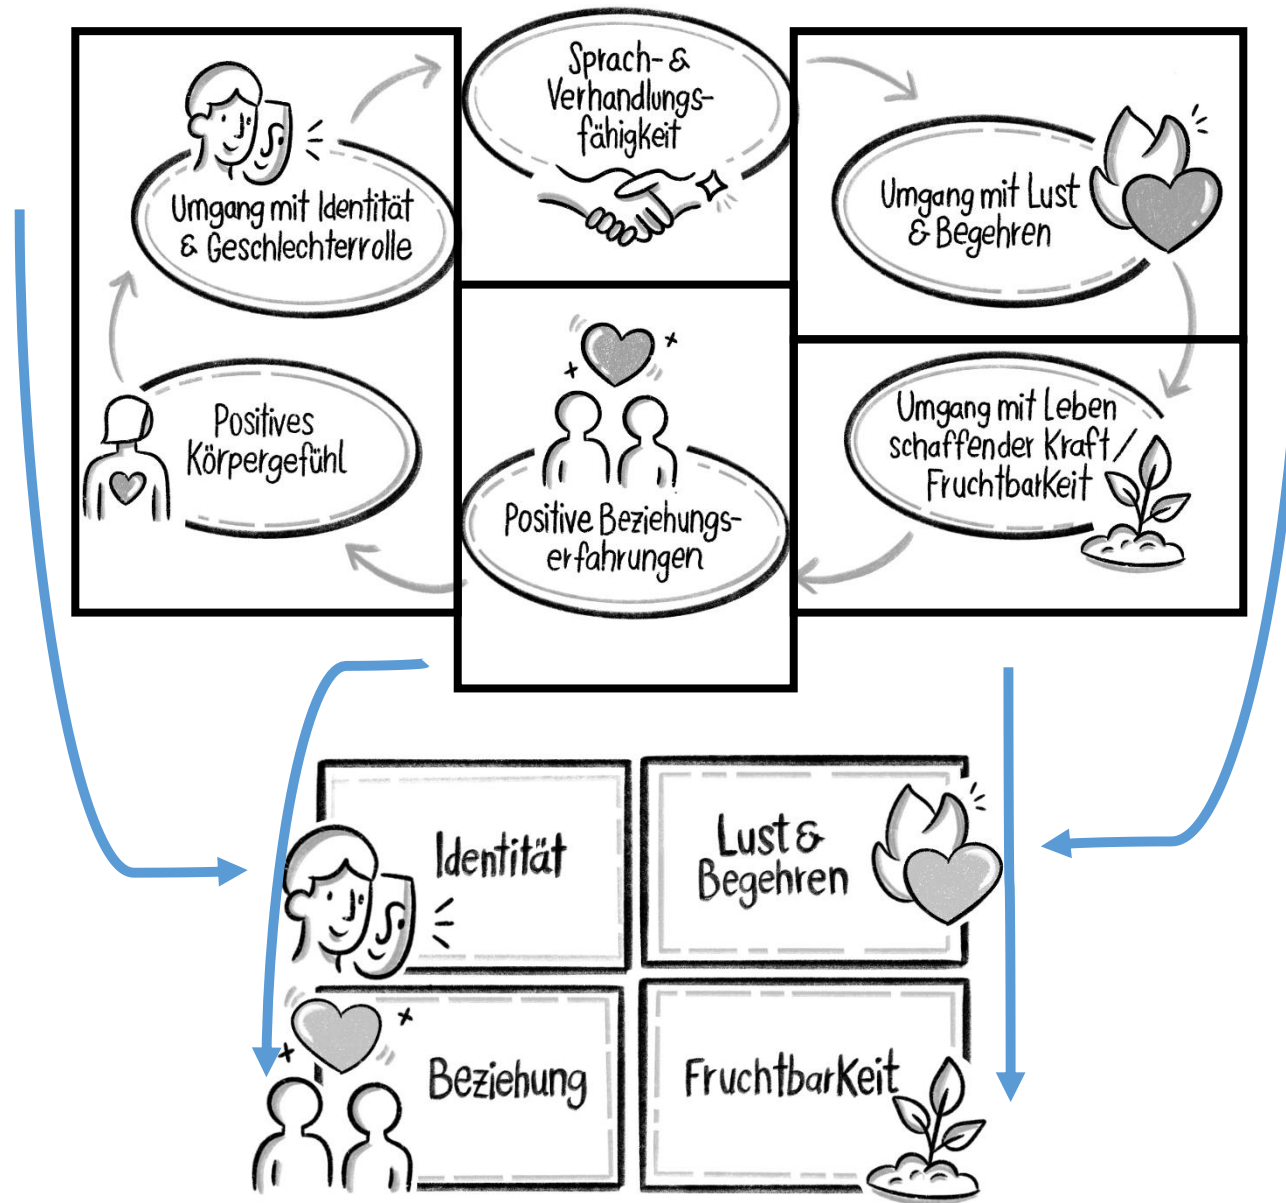 Sprach- &
Verhandlungs-
fähigkeit
Umgang mit Identität
& Geschlechterrolle
Umgang mit Lust
& Begehren
Positives
Körpergefühl
Positive Beziehungs-
erfahrungen
Umgang mit Leben
schaffender Kraft/
Fruchtbarkeit
Identität
Lust &
Begehren
Beziehung
Fruchtbarkeit